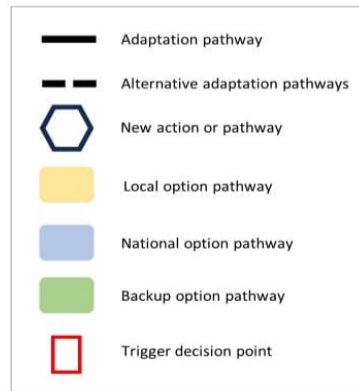 Adaptation pathway
Alternative adaptation pathways
New action or pathway
Local option pathway
National option pathway
Backup option pathway
Trigger decision point